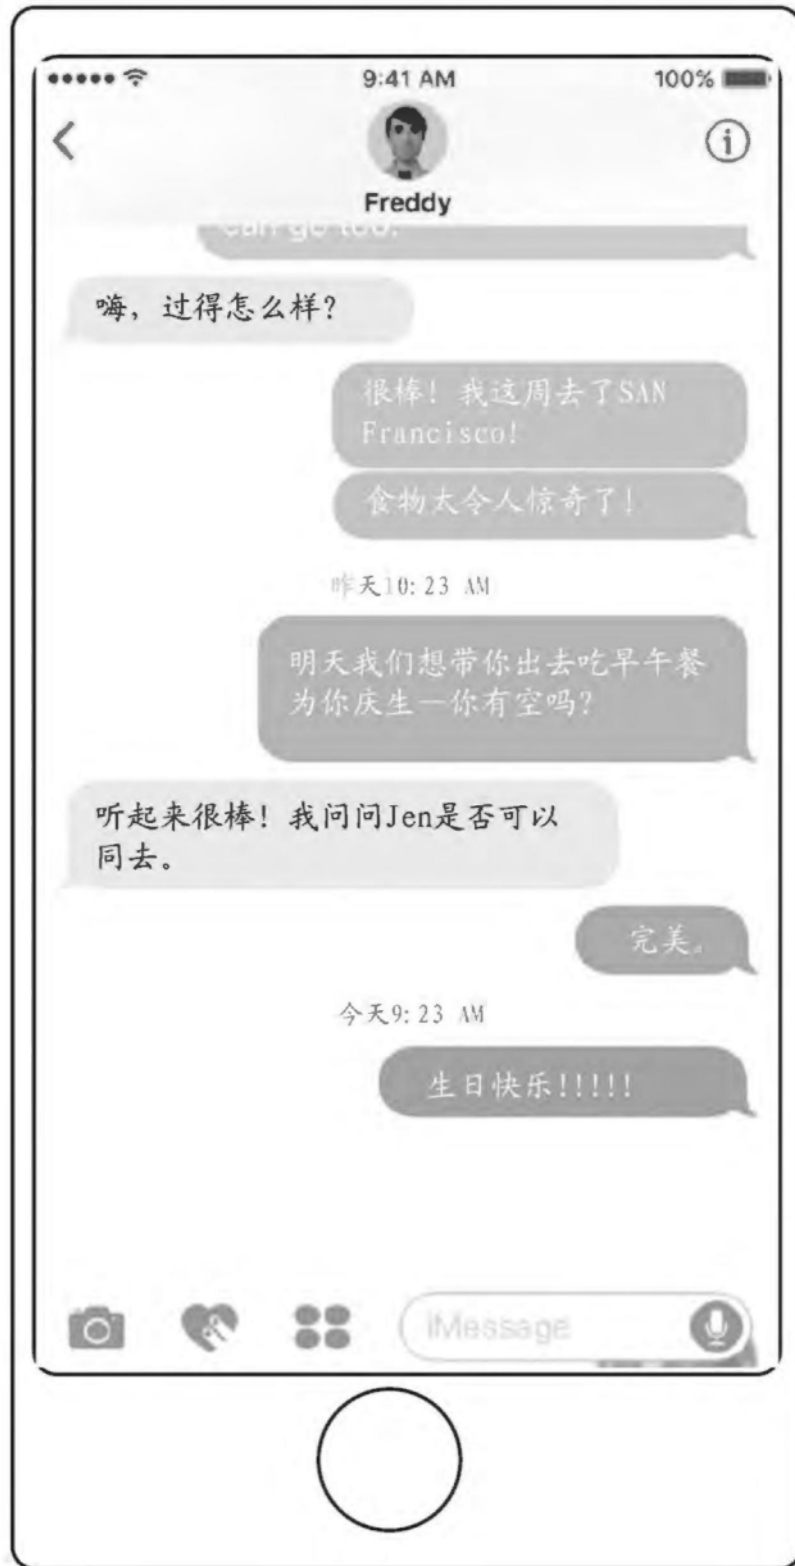 9:41 AM
100%
Freddy
can go too.
嗨，过得怎么样？
很棒！我这周去了SAN
Francisco!
食物太令人惊奇了！
昨天10:23 AM
明天我们想带你出去吃早午餐
为你庆生—你有空吗？
听起来很棒！我问问Jen是否可以
同去。
完美。
今天9:23 AM
生日快乐!!!!!
iMessage